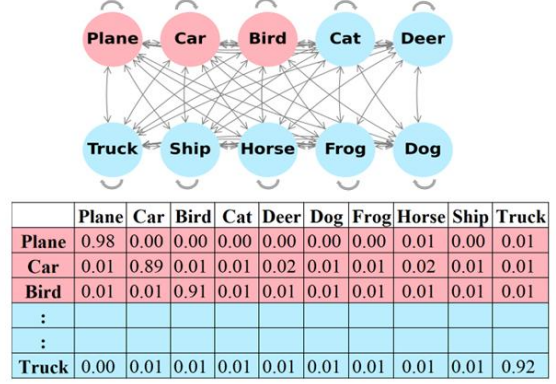 Plane Car Bird Cat Deer
Truck Ship Horse Frog Dog
Plane Car Bird Cat Deer Dog Frog Horse Ship Truck
Plane 0.98 0.00 0.00 0.00 0.00 0.00 0.00 0.01 0.00 0.01
Car 0.01 0.89 0.01 0.01 0.02 0.01 0.01 0.02 0.01 0.01
Bird 0.01 0.01 0.91 0.01 0.01 0.01 0.01 0.01 0.01 0.01
:
:
Truck 0.00 0.01 0.01 0.01 0.01 0.01 0.01 0.01 0.01 0.92